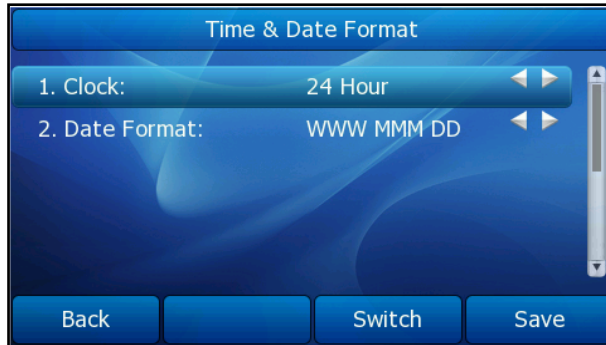 Time & Date Format
1. Clock: 24 Hour
2. Date Format: WWW MMM DD
Back Switch Save